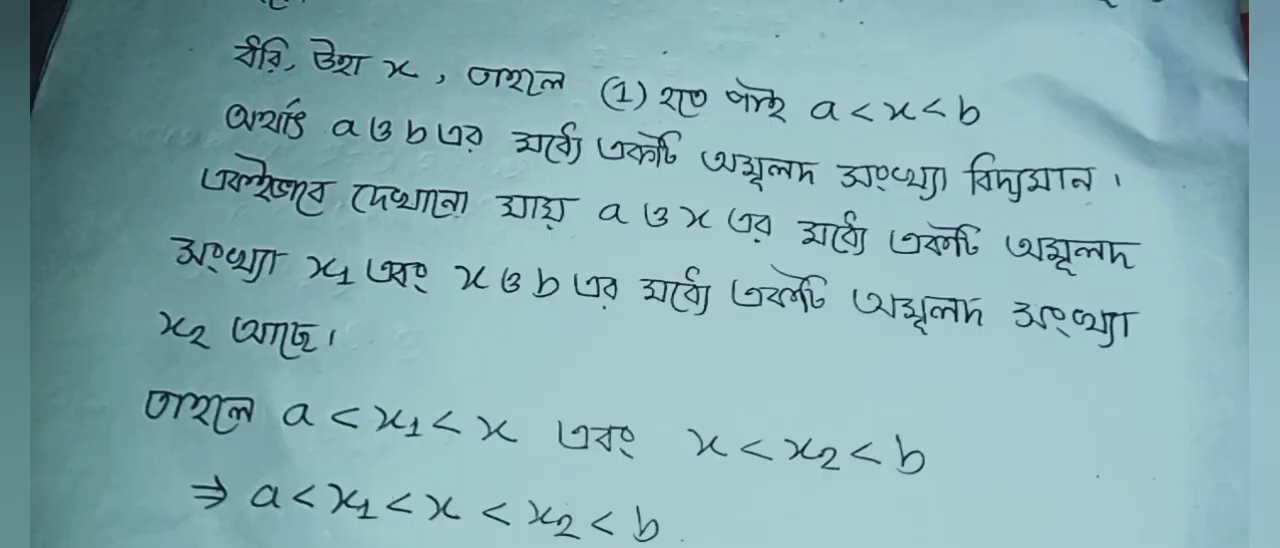 ধরি, উহা x, তাহলে (1) হতে পাই a < x < b
অর্থাৎ a ও b এর মধ্যে একটি অমূলদ সংখ্যা বিদ্যমান।
একইভাবে দেখানো যায় a ও x এর মধ্যে একটি অমূলদ
সংখ্যা x₁ এবং x ও b এর মধ্যে একটি অমূলদ সংখ্যা
x₂ আছে।
তাহলে a < x₁ < x এবং x < x₂ < b
⇒ a < x₁ < x < x₂ < b.